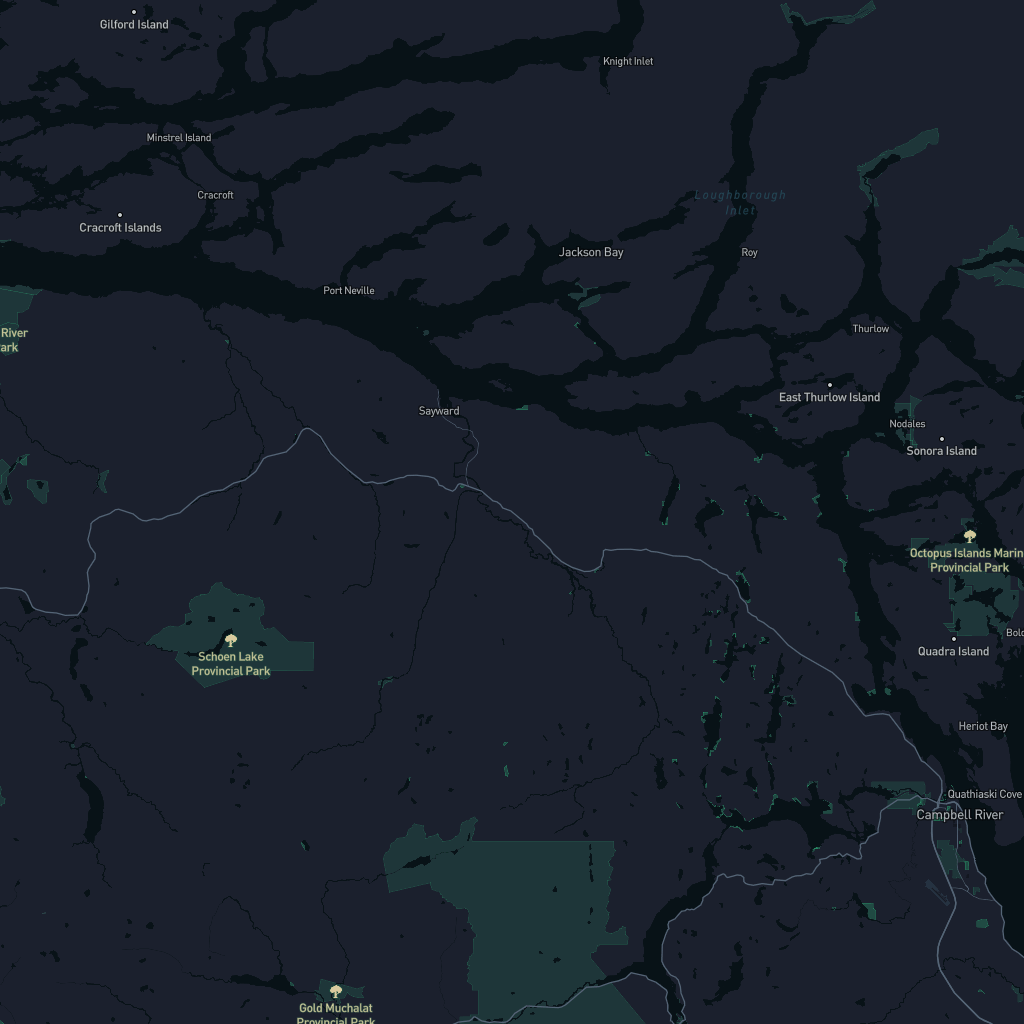 Gilford Island
Knight Inlet
Minstrel Island
Cracroft
Loughborough
Inlet
Cracroft Islands
Jackson Bay
Roy
Port Neville
River
ark
Thurlow
East Thurlow Island
Sayward
Nodales
Sonora Island
Octopus Islands Marin
Provincial Park
Schoen Lake
Provincial Park
Bold
Quadra Island
Heriot Bay
Quathiaski Cove
Campbell River
Gold Muchalat
Provincial Park